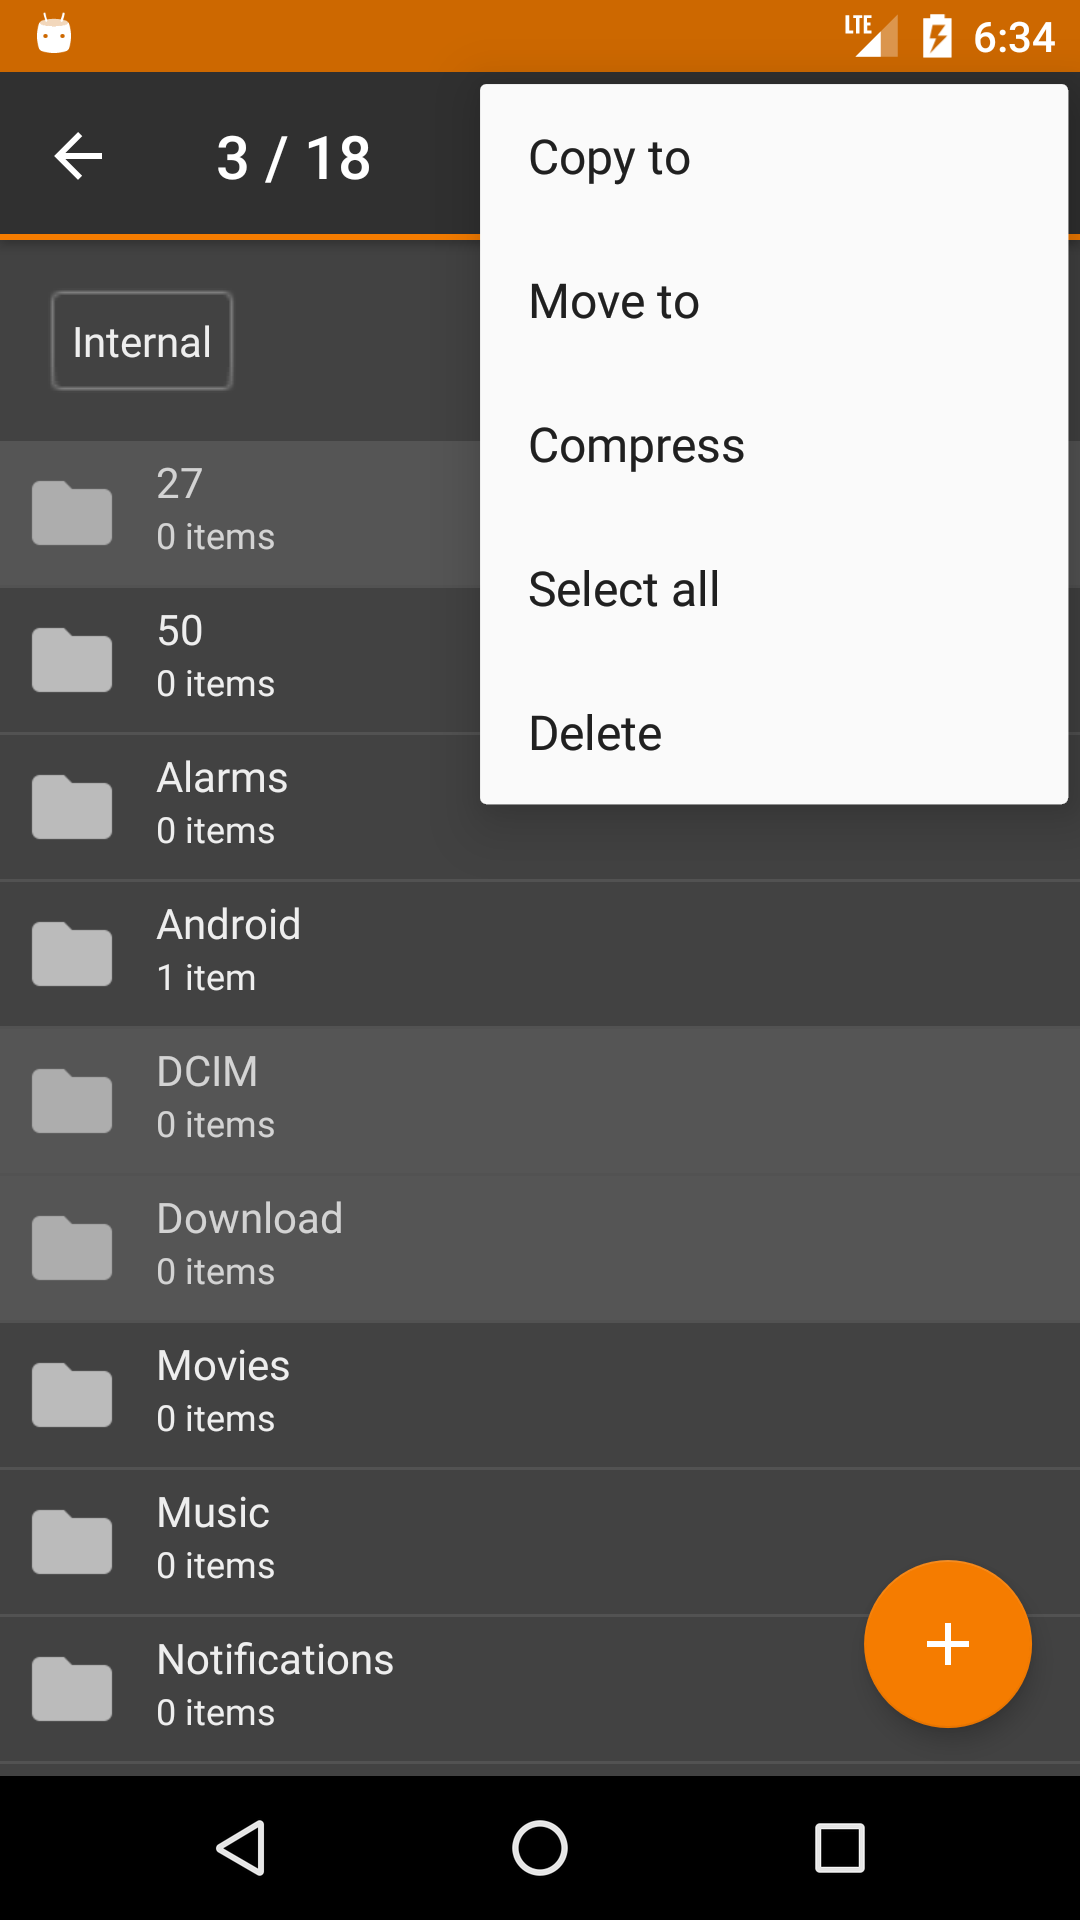 LTE 6:34
3 / 18
Copy to
Move to
Compress
Select all
Delete
Internal
27
0 items
50
0 items
Alarms
0 items
Android
1 item
DCIM
0 items
Download
0 items
Movies
0 items
Music
0 items
Notifications
0 items